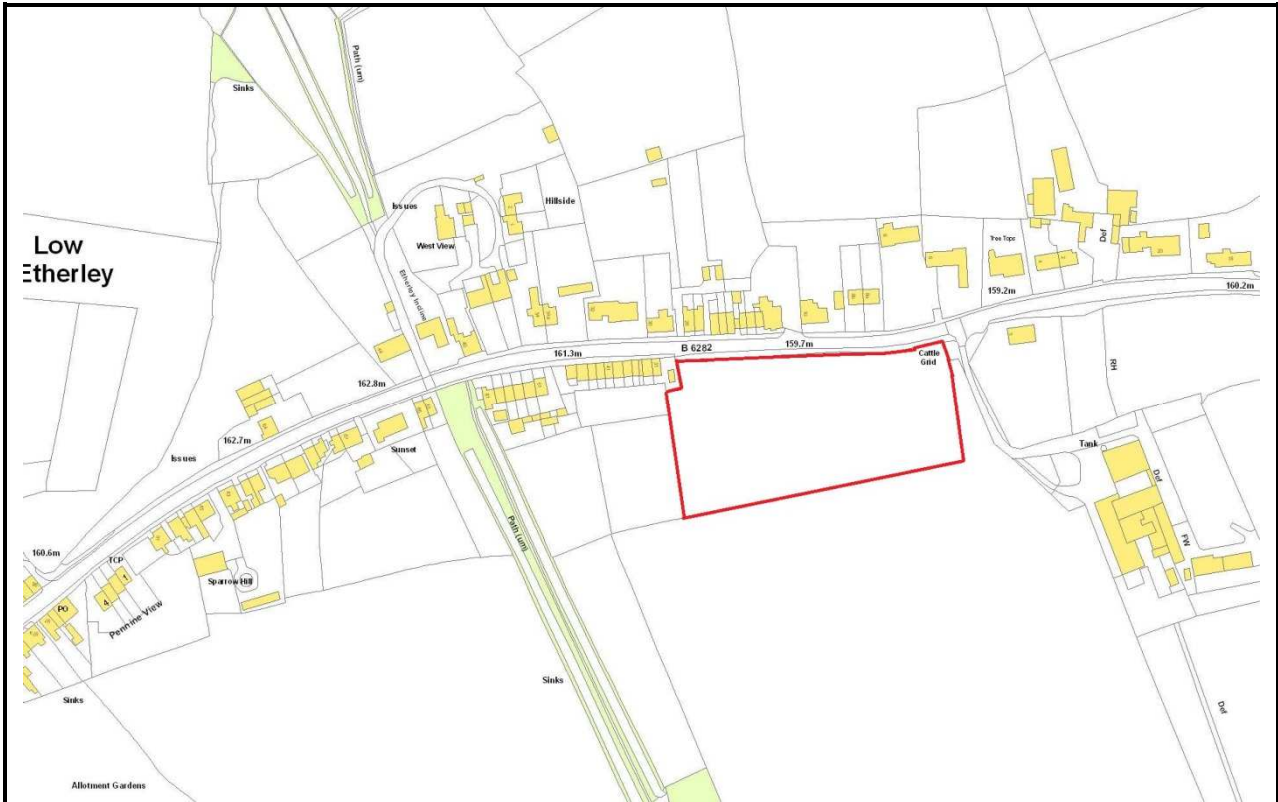 Path (um)
Sinks
Issues
Hillside
West View
Low
Etherley
Etherley Incline
Tree Tops
Def
159.2m
160.2m
161.3m
B 6282
159.7m
Cattle
Grid
RH
162.8m
162.7m
Issues
Sunset
Tank
Def
FW
160.6m
TCP
1
4
PO
Pennine View
Sparrow Hill
Path (um)
Sinks
Sinks
Def
Allotment Gardens